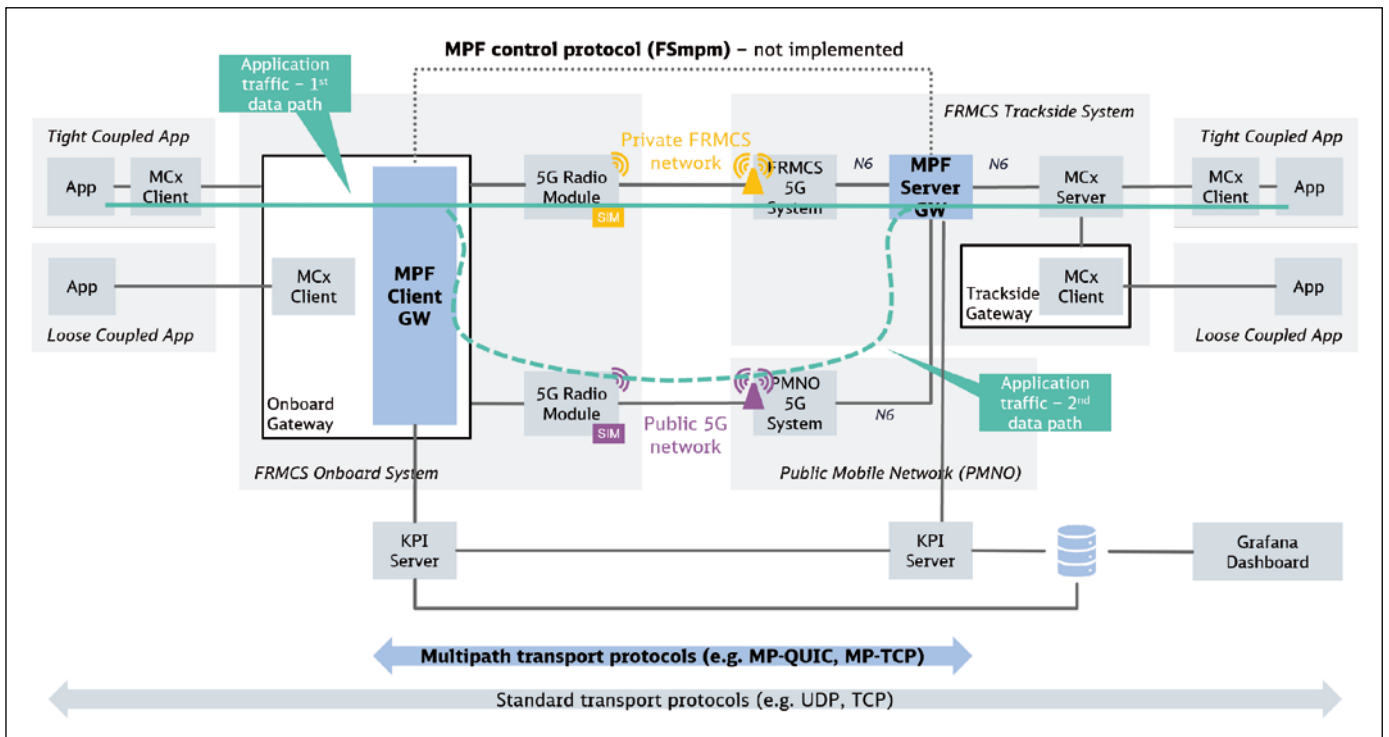 MPF control protocol (FSmpm) – not implemented
Application
traffic – 1st
data path
FRMCS Trackside System
Tight Coupled App
Private FRMCS
network
Tight Coupled App
App
MCx
Client
5G Radio
Module
SIM
FRMCS
5G
System
N6
MPF
Server
GW
N6
MCx
Server
MCx
Client
App
App
Loose Coupled App
MCx
Client
MPF
Client
GW
Onboard
Gateway
FRMCS Onboard System
Trackside
Gateway
MCx
Client
App
Loose Coupled App
5G Radio
Module
SIM
Public 5G
network
PMNO
5G
System
N6
Application
traffic – 2nd
data path
Public Mobile Network (PMNO)
KPI
Server
KPI
Server
Grafana
Dashboard
Multipath transport protocols (e.g. MP-QUIC, MP-TCP)
Standard transport protocols (e.g. UDP, TCP)